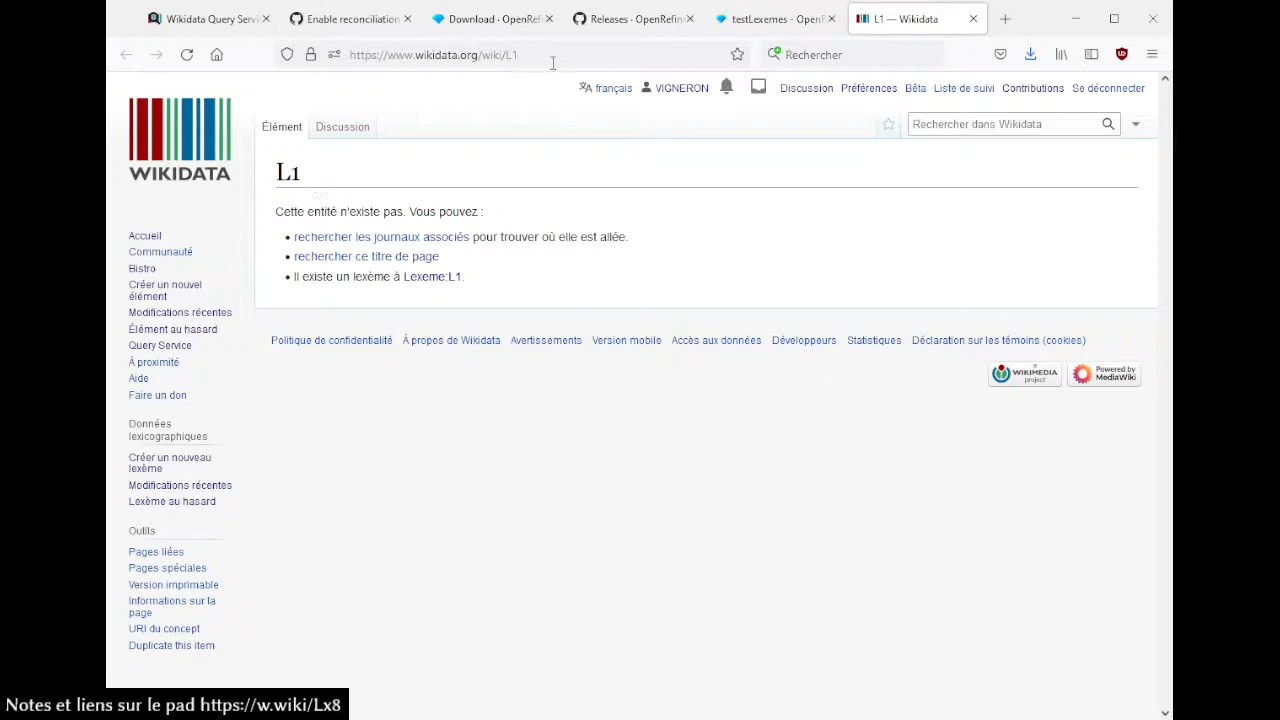 Wikidata Query Servi
Enable reconciliation
Download · OpenRef
Releases · OpenRefin
testLexemes - OpenF
L1 — Wikidata
https://www.wikidata.org/wiki/L1
Rechercher
français
VIGNERON
Discussion
Préférences
Bêta
Liste de suivi
Contributions
Se déconnecter
WIKIDATA
Élément
Discussion
Rechercher dans Wikidata
L1
Cette entité n'existe pas. Vous pouvez :
rechercher les journaux associés pour trouver où elle est allée.
rechercher ce titre de page
Il existe un lexème à Lexeme:L1.
Accueil
Communauté
Bistro
Créer un nouvel
élément
Modifications récentes
Élément au hasard
Query Service
À proximité
Aide
Faire un don
Données
lexicographiques
Créer un nouveau
lexème
Modifications récentes
Lexème au hasard
Outils
Pages liées
Pages spéciales
Version imprimable
Informations sur la
page
URI du concept
Duplicate this item
Politique de confidentialité
À propos de Wikidata
Avertissements
Version mobile
Accès aux données
Développeurs
Statistiques
Déclaration sur les témoins (cookies)
WIKIMEDIA
project
Powered by
MediaWiki
Notes et liens sur le pad https://w.wiki/Lx8